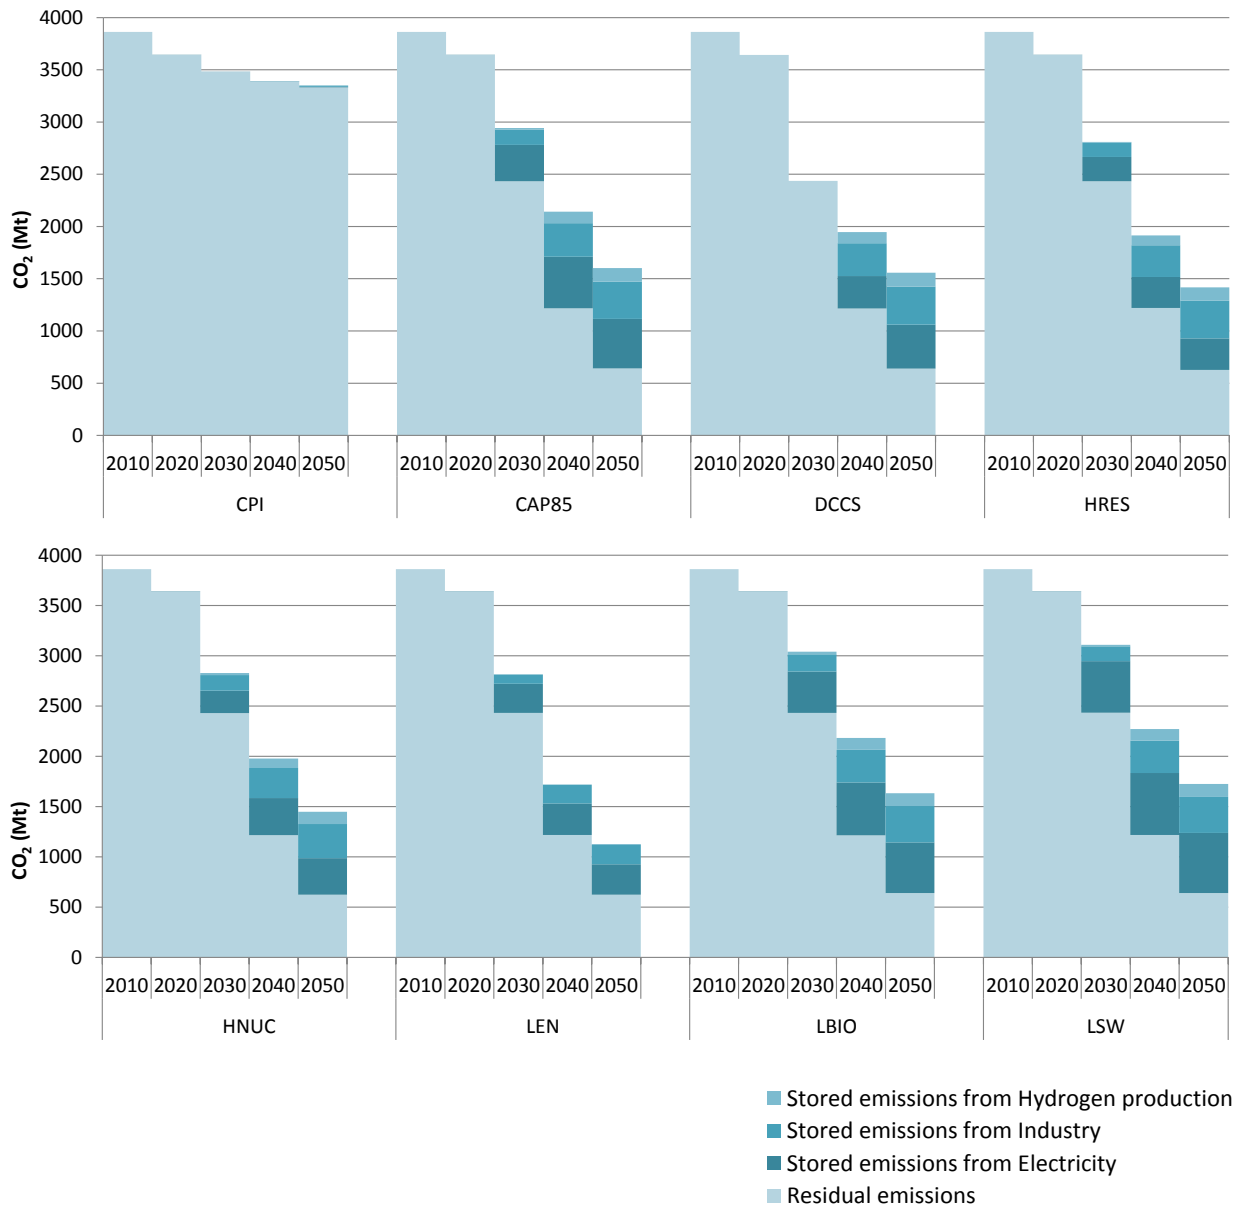 4000
3500
3000
2500
2000
1500
1000
500
0
CO2 (Mt)
2010 2020 2030 2040 2050 2010 2020 2030 2040 2050 2010 2020 2030 2040 2050 2010 2020 2030 2040 2050
CPI CAP85 DCCS HRES
4000
3500
3000
2500
2000
1500
1000
500
0
CO2 (Mt)
2010 2020 2030 2040 2050 2010 2020 2030 2040 2050 2010 2020 2030 2040 2050 2010 2020 2030 2040 2050
HNUC LEN LBIO LSW
Stored emissions from Hydrogen production
Stored emissions from Industry
Stored emissions from Electricity
Residual emissions